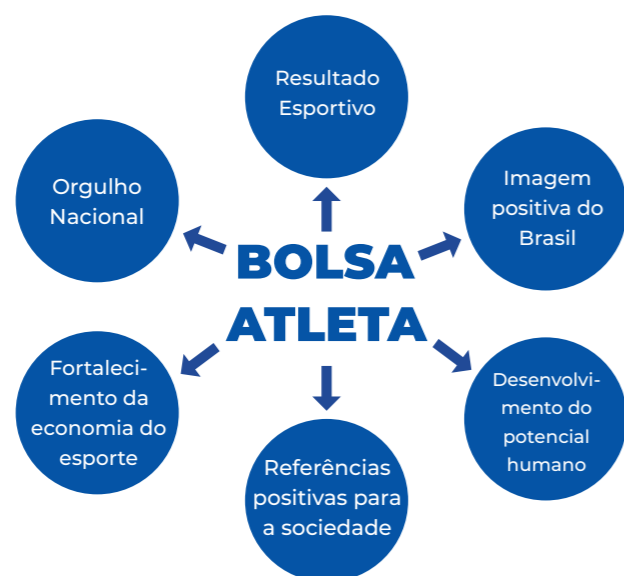 Resultado
Esportivo
Orgulho
Nacional
Imagem
positiva do
Brasil
BOLSA
ATLETA
Fortaleci-
mento da
economia do
esporte
Desenvolvi-
mento do
potencial
humano
Referências
positivas para
a sociedade